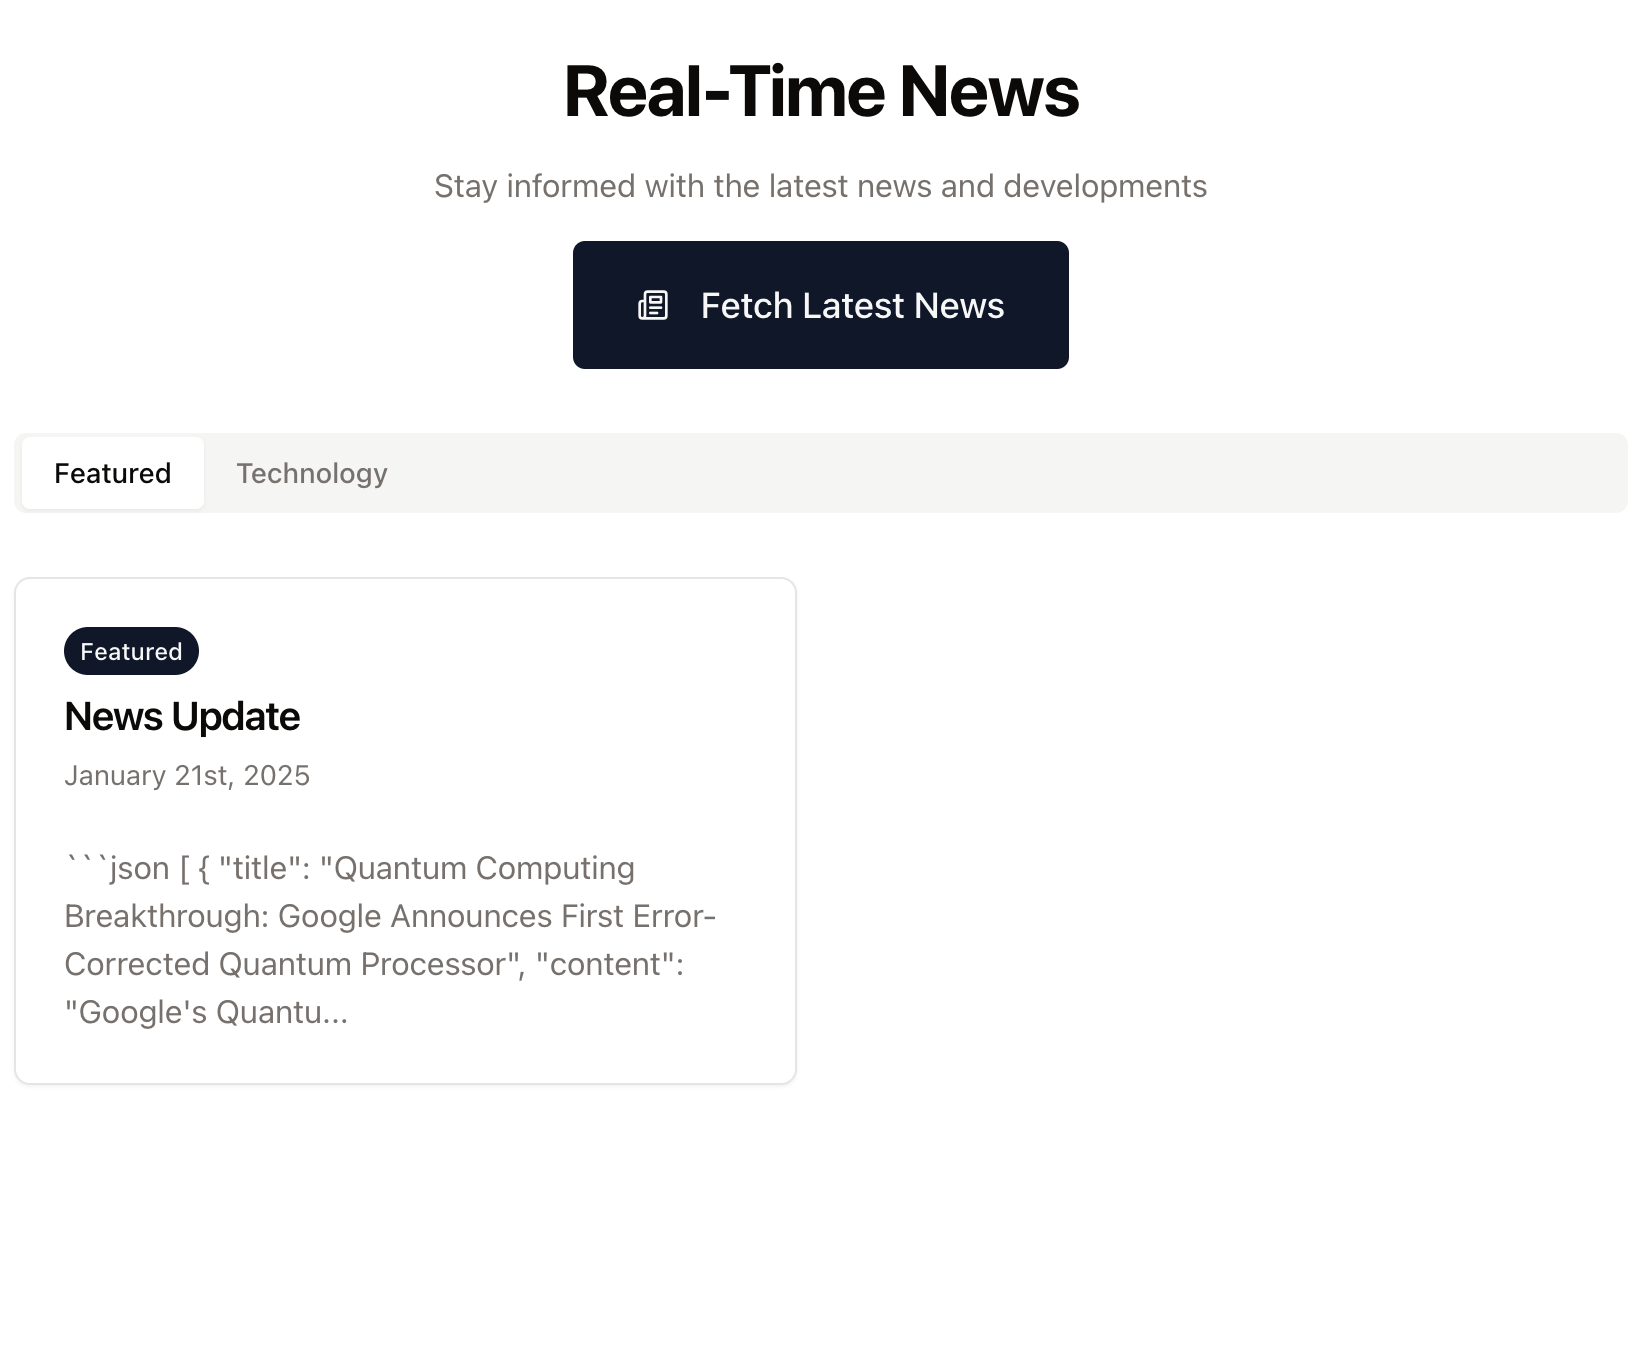 Real-Time News
Stay informed with the latest news and developments
Fetch Latest News
Featured
Technology
Featured
News Update
January 21st, 2025
```json [ { "title": "Quantum Computing
Breakthrough: Google Announces First Error-
Corrected Quantum Processor", "content":
"Google's Quantu...